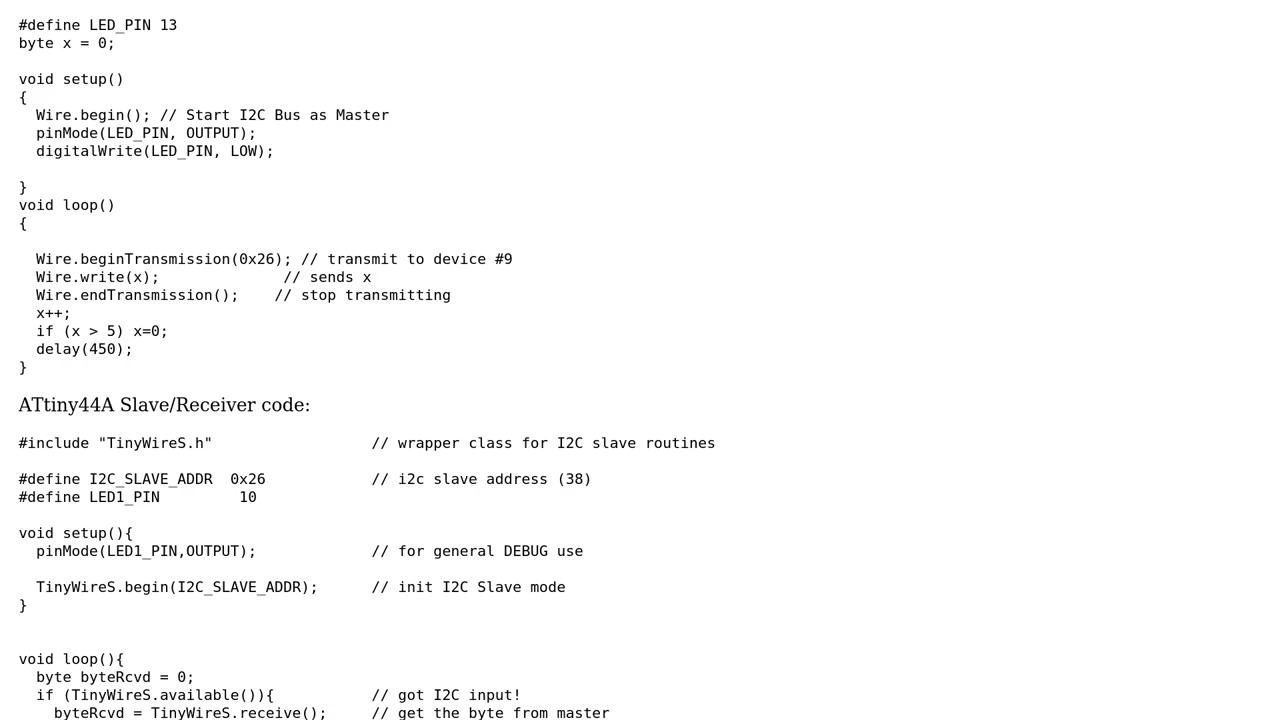 #define LED_PIN 13
byte x = 0;

void setup()
{
  Wire.begin(); // Start I2C Bus as Master
  pinMode(LED_PIN, OUTPUT);
  digitalWrite(LED_PIN, LOW);

}
void loop()
{

  Wire.beginTransmission(0x26); // transmit to device #9
  Wire.write(x);              // sends x
  Wire.endTransmission();    // stop transmitting
  x++;
  if (x > 5) x=0;
  delay(450);
}

ATtiny44A Slave/Receiver code:

#include "TinyWireS.h"                  // wrapper class for I2C slave routines

#define I2C_SLAVE_ADDR  0x26            // i2c slave address (38)
#define LED1_PIN         10

void setup(){
  pinMode(LED1_PIN,OUTPUT);             // for general DEBUG use

  TinyWireS.begin(I2C_SLAVE_ADDR);      // init I2C Slave mode
}


void loop(){
  byte byteRcvd = 0;
  if (TinyWireS.available()){           // got I2C input!
    byteRcvd = TinyWireS.receive();     // get the byte from master